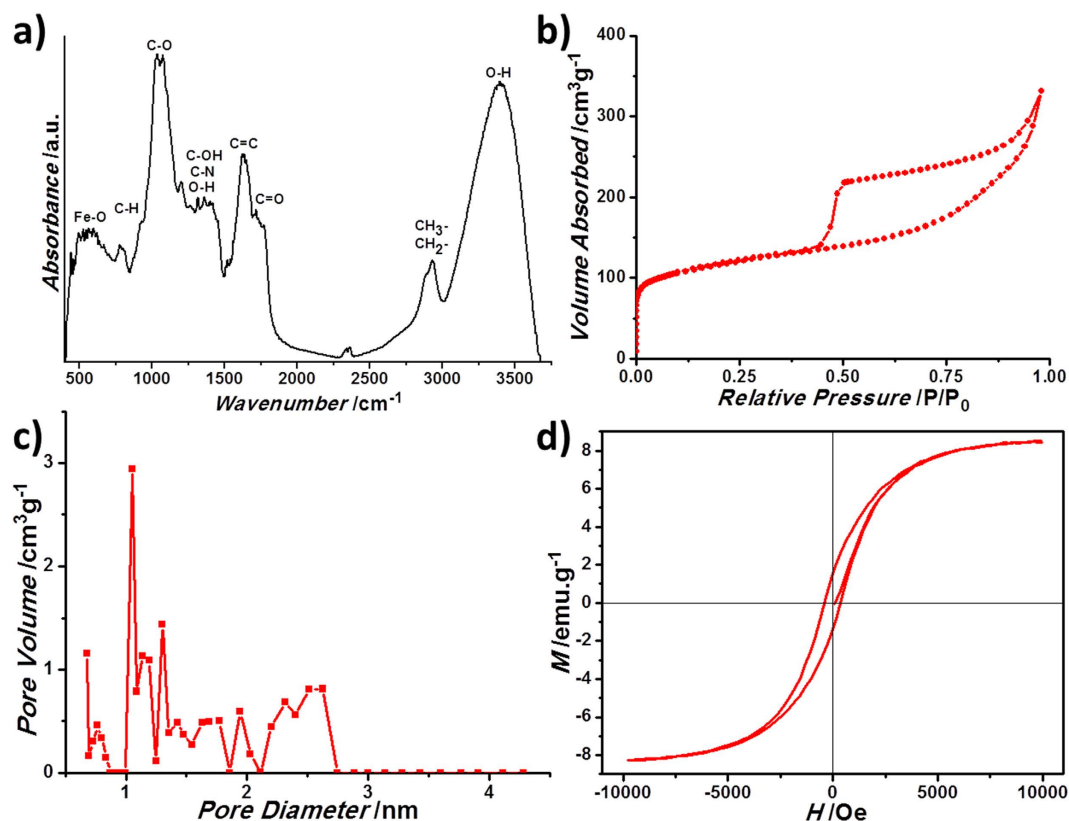 a)
Absorbance /a.u.
Fe-O
C-H
C-O
C-OH
C-N
O-H
C=C
C=O
CH3-
CH2-
O-H
500 1000 1500 2000 2500 3000 3500
Wavenumber /cm-1
b)
Volume Absorbed /cm3g-1
400
300
200
100
0
0.00 0.25 0.50 0.75 1.00
Relative Pressure /P/P0
c)
Pore Volume /cm3g-1
3
2
1
0
1 2 3 4
Pore Diameter /nm
d)
M /emu.g-1
8
6
4
2
0
-2
-4
-6
-8
-10000 -5000 0 5000 10000
H /Oe